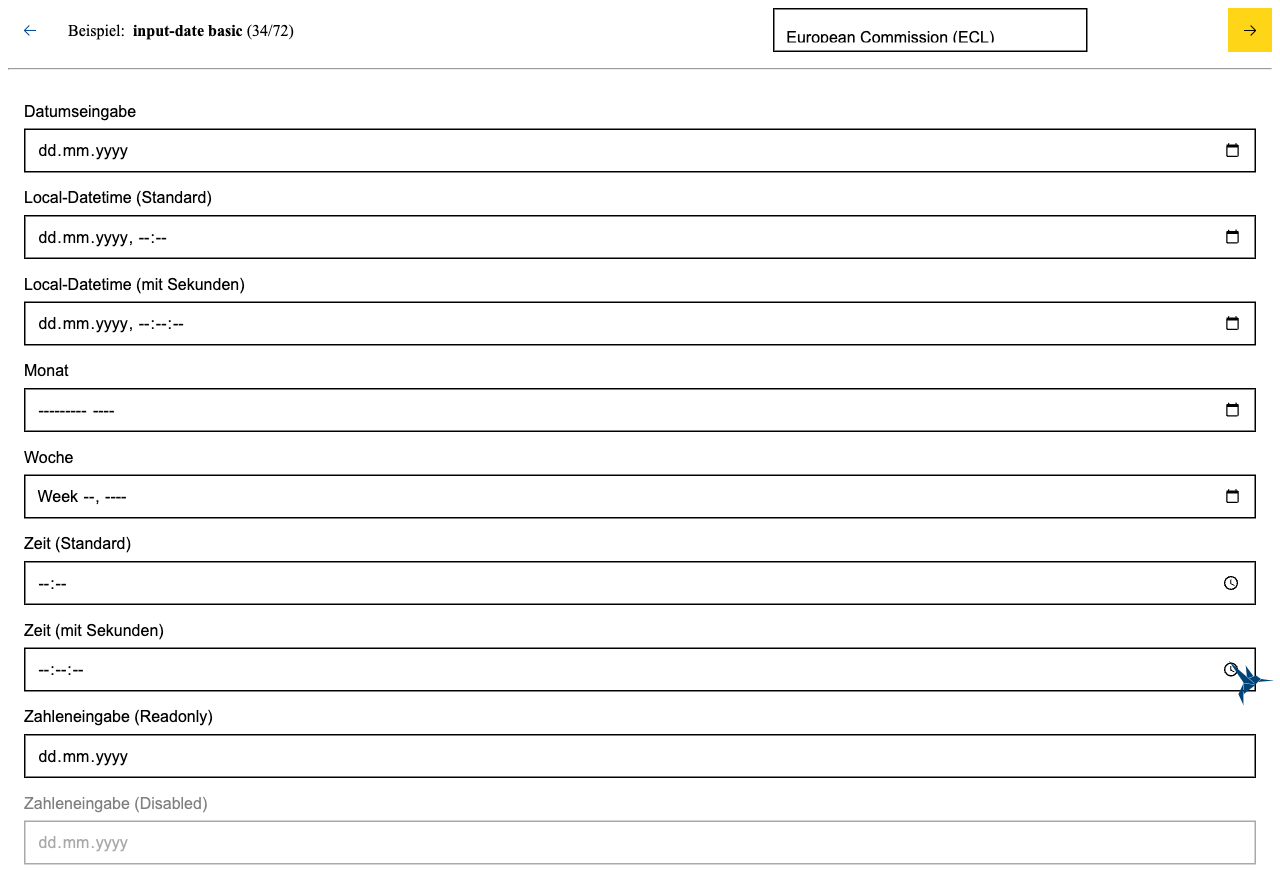 Beispiel: input-date basic (34/72)
European Commission (ECL)
Datumseingabe
dd.mm.yyyy
Local-Datetime (Standard)
dd.mm.yyyy, --:--
Local-Datetime (mit Sekunden)
dd.mm.yyyy, --:--:--
Monat
--------- ----
Woche
Week --, ----
Zeit (Standard)
--:--
Zeit (mit Sekunden)
--:--:--
Zahleneingabe (Readonly)
dd.mm.yyyy
Zahleneingabe (Disabled)
dd.mm.yyyy